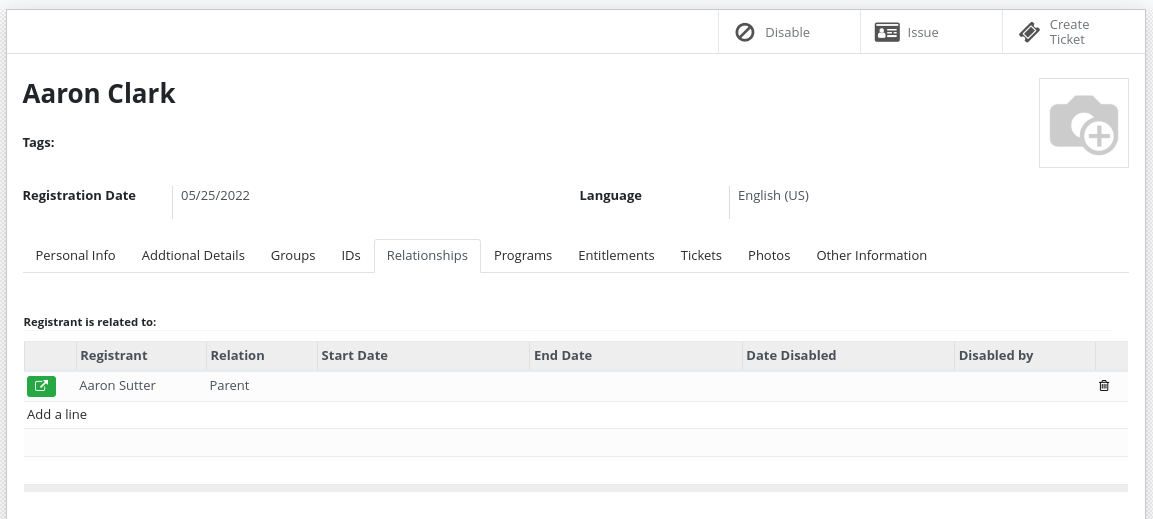 Disable
Issue
Create
Ticket
Aaron Clark
Tags:
Registration Date 05/25/2022 Language English (US)
Personal Info Addtional Details Groups IDs Relationships Programs Entitlements Tickets Photos Other Information
Registrant is related to:
Registrant Relation Start Date End Date Date Disabled Disabled by
Aaron Sutter Parent
Add a line